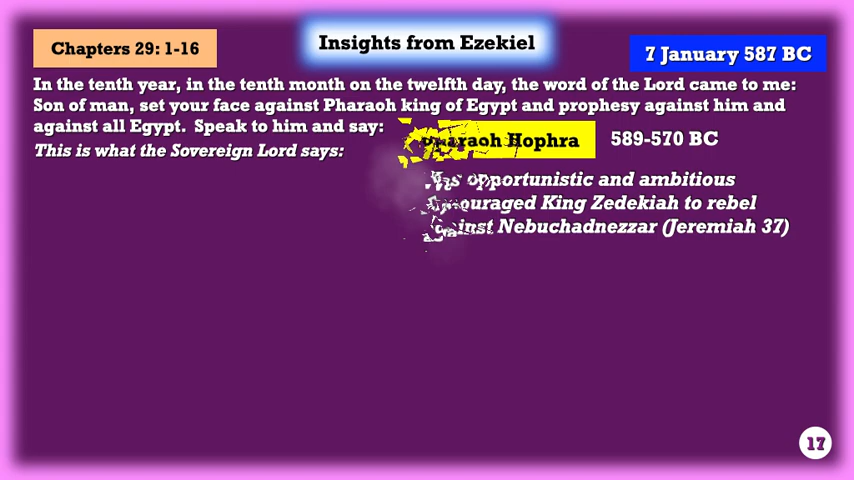 Chapters 29: 1-16
Insights from Ezekiel
7 January 587 BC
In the tenth year, in the tenth month on the twelfth day, the word of the Lord came to me:
Son of man, set your face against Pharaoh king of Egypt and prophesy against him and
against all Egypt.  Speak to him and say:
Pharaoh Hophra
589-570 BC
This is what the Sovereign Lord says:
opportunistic and ambitious
King Zedekiah to rebel
against Nebuchadnezzar (Jeremiah 37)
17